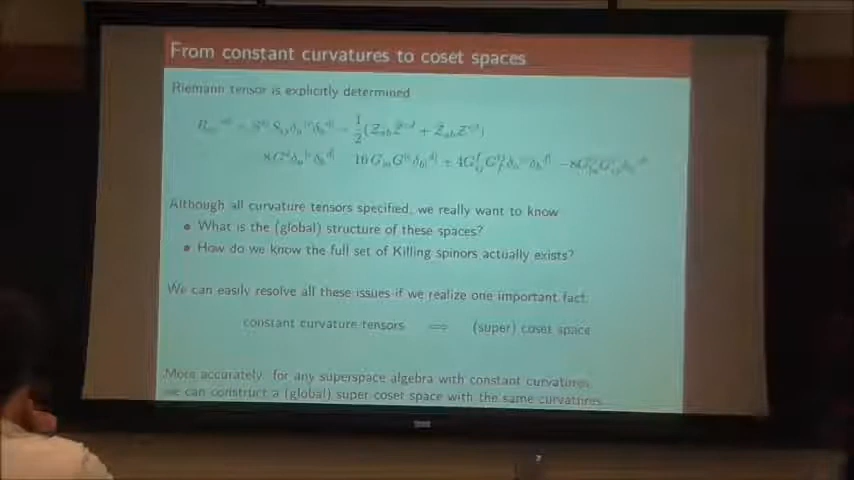 From constant curvatures to coset spaces
Riemann tensor is explicitly determined
Although all curvature tensors specified, we really want to know
What is the (global) structure of these spaces?
How do we know the full set of Killing spinors actually exists?
We can easily resolve all these issues if we realize one important fact:
constant curvature tensors ⟺ (super) coset space
More accurately, for any superspace algebra with constant curvatures
we can construct a (global) super coset space with the same curvatures